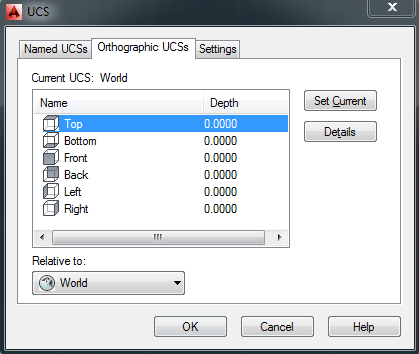 UCS
Named UCSs Orthographic UCSs Settings
Current UCS: World
Name Depth
Top 0.0000
Bottom 0.0000
Front 0.0000
Back 0.0000
Left 0.0000
Right 0.0000
Set Current
Details
Relative to:
World
OK Cancel Help